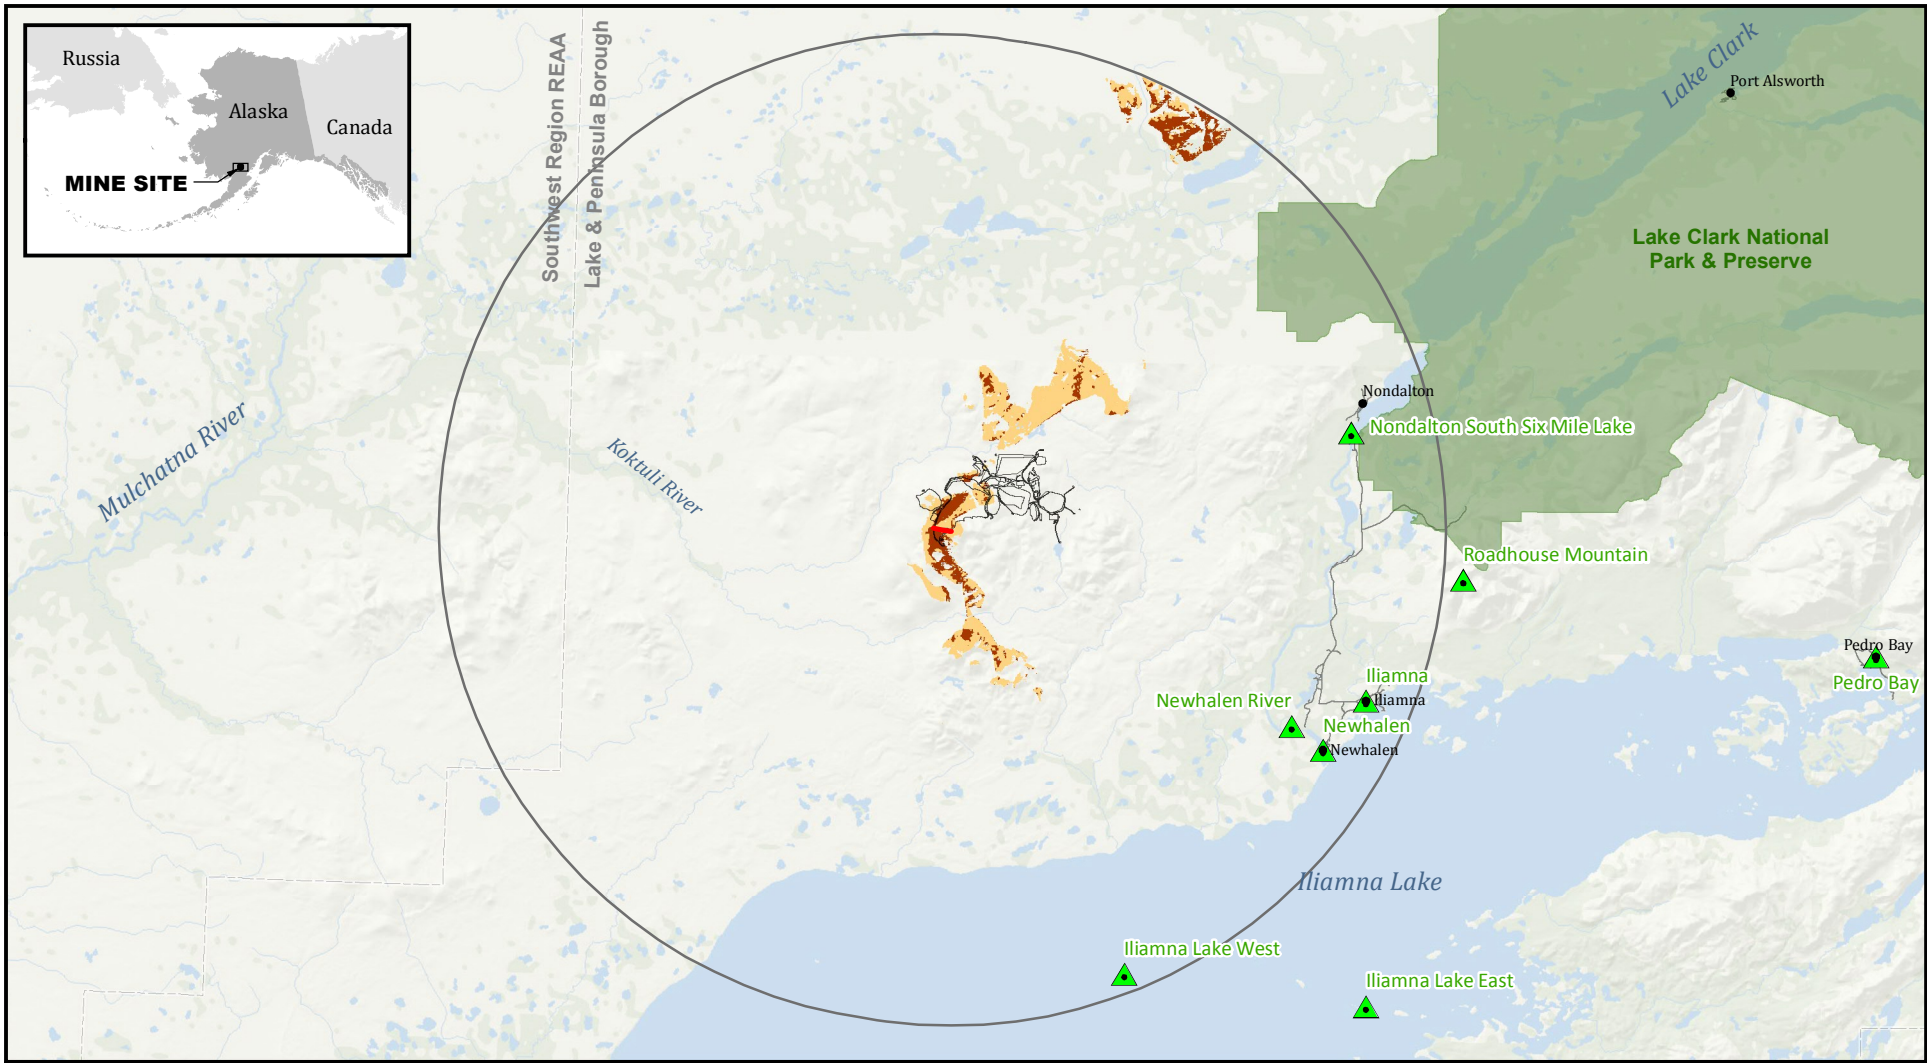 Russia
Alaska
Canada
MINE SITE
Southwest Region REAA
Lake & Peninsula Borough
Lake Clark
Port Alsworth
Lake Clark National
Park & Preserve
Mulchatna River
Koktuli River
Nondalton
Nondalton South Six Mile Lake
Roadhouse Mountain
Pedro Bay
Pedro Bay
Iliamna
Iliamna
Newhalen River
Newhalen
Newhalen
Iliamna Lake
Iliamna Lake West
Iliamna Lake East